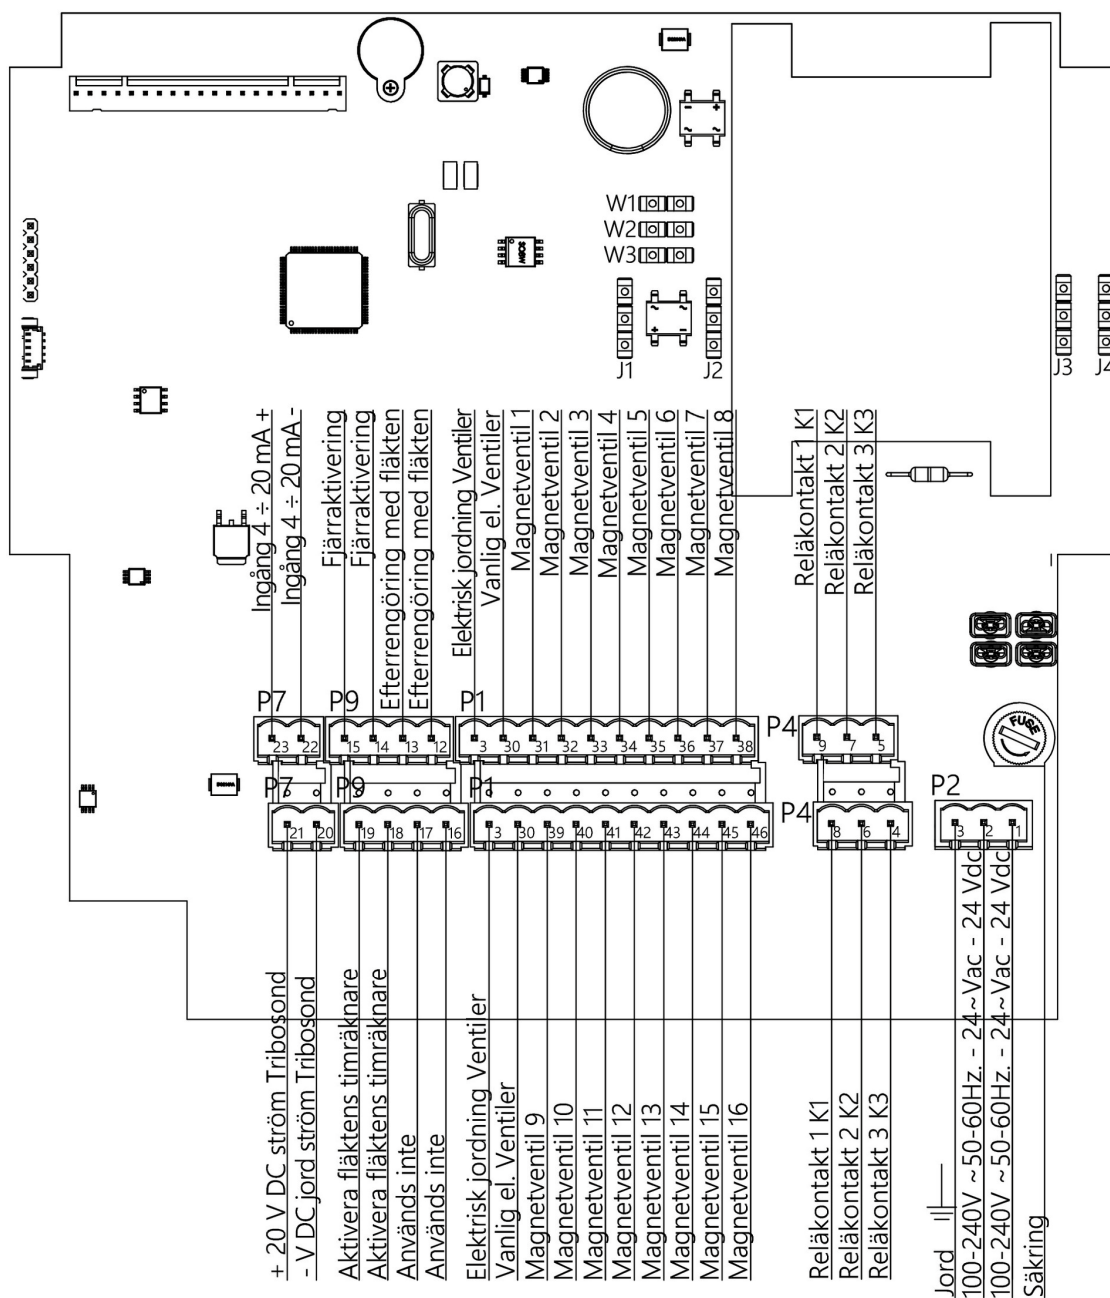 W1
W2
W3
J1
J2
J3
J4
Ingång 4 ÷ 20 mA +
Ingång 4 ÷ 20 mA -
Fjärraktivering
Fjärraktivering
Efterrengöring med fläkten
Efterrengöring med fläkten
Elektrisk jordning Ventiler
Vanlig el. Ventiler
Magnetventil 1
Magnetventil 2
Magnetventil 3
Magnetventil 4
Magnetventil 5
Magnetventil 6
Magnetventil 7
Magnetventil 8
Reläkontakt 1 K1
Reläkontakt 2 K2
Reläkontakt 3 K3
FUSE
P7
P9
P1
P4
23 22
15 14 13 12
3 30 31 32 33 34 35 36 37 38
9 7 5
P7
P9
P1
P4
P2
21 20
19 18 17 16
3 30 39 40 41 42 43 44 45 46
8 6 4
3 2 1
+ 20 V DC ström Tribosond
- V DC jord ström Tribosond
Aktivera fläktens timräknare
Aktivera fläktens timräknare
Används inte
Används inte
Elektrisk jordning Ventiler
Vanlig el. Ventiler
Magnetventil 9
Magnetventil 10
Magnetventil 11
Magnetventil 12
Magnetventil 13
Magnetventil 14
Magnetventil 15
Magnetventil 16
Reläkontakt 1 K1
Reläkontakt 2 K2
Reläkontakt 3 K3
Jord
100-240V ~50-60Hz. - 24~Vac - 24 Vdc
100-240V ~50-60Hz. - 24~Vac - 24 Vdc
Säkring